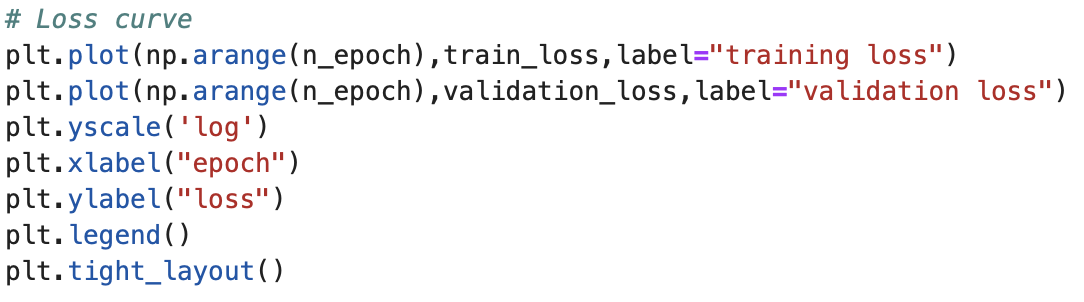 # Loss curve
plt.plot(np.arange(n_epoch),train_loss,label="training loss")
plt.plot(np.arange(n_epoch),validation_loss,label="validation loss")
plt.yscale('log')
plt.xlabel("epoch")
plt.ylabel("loss")
plt.legend()
plt.tight_layout()